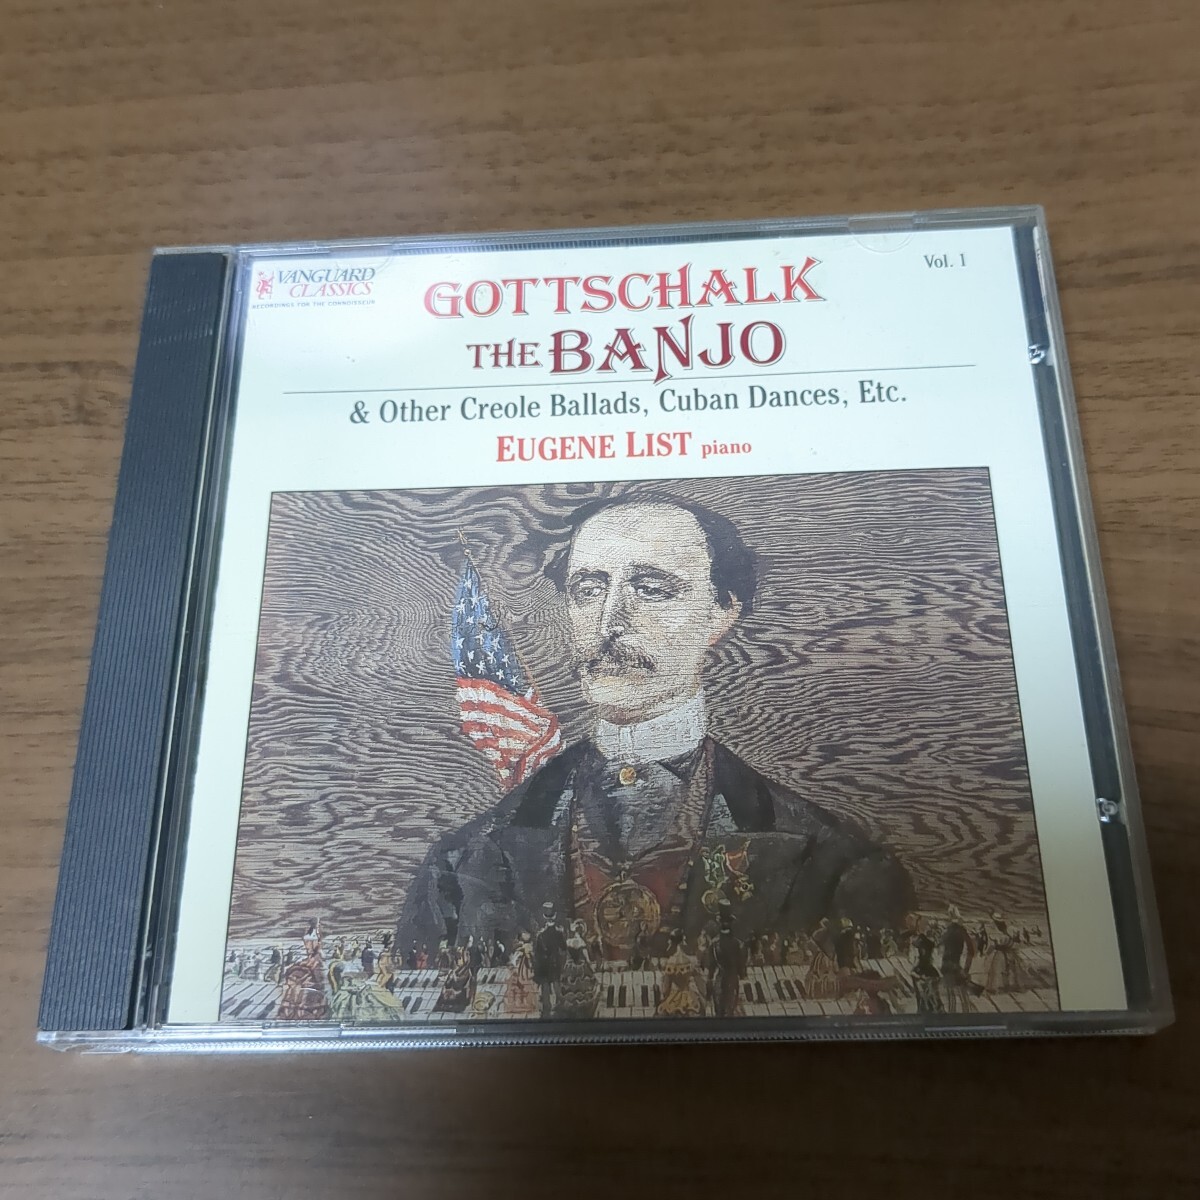 VANGUARD
CLASSICS
RECORDINGS FOR THE CONNOISSEUR
Vol. 1
GOTTSCHALK
THE BANJO
& Other Creole Ballads, Cuban Dances, Etc.
EUGENE LIST piano